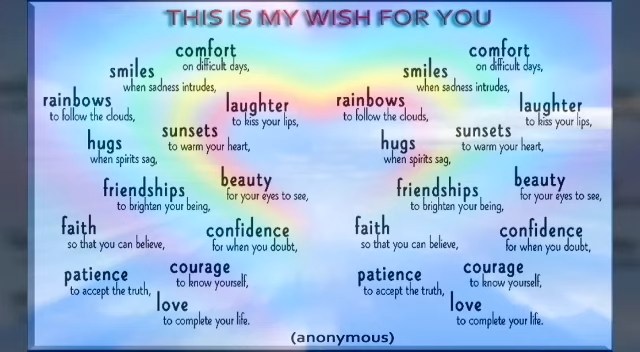 THIS IS MY WISH FOR YOU
comfort
on difficult days,
smiles
when sadness intrudes,
rainbows
to follow the clouds,
laughter
to kiss your lips,
sunsets
to warm your heart,
hugs
when spirits sag,
beauty
for your eyes to see,
friendships
to brighten your being,
faith
so that you can believe,
confidence
for when you doubt,
courage
to know yourself,
patience
to accept the truth,
love
to complete your life.
comfort
on difficult days,
smiles
when sadness intrudes,
rainbows
to follow the clouds,
laughter
to kiss your lips,
sunsets
to warm your heart,
hugs
when spirits sag,
beauty
for your eyes to see,
friendships
to brighten your being,
faith
so that you can believe,
confidence
for when you doubt,
courage
to know yourself,
patience
to accept the truth,
love
to complete your life.
(anonymous)